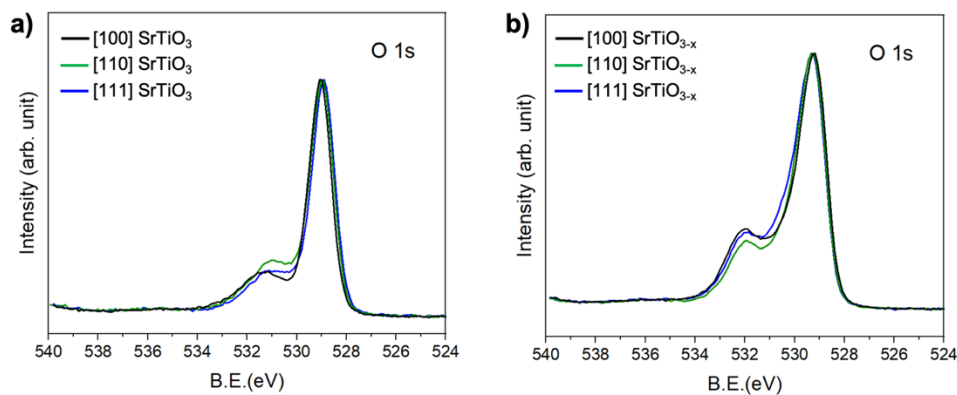 a)
[100] SrTiO3
[110] SrTiO3
[111] SrTiO3
O 1s
Intensity (arb. unit)
540 538 536 534 532 530 528 526 524
B.E.(eV)
b)
[100] SrTiO3-x
[110] SrTiO3-x
[111] SrTiO3-x
O 1s
Intensity (arb. unit)
540 538 536 534 532 530 528 526 524
B.E.(eV)